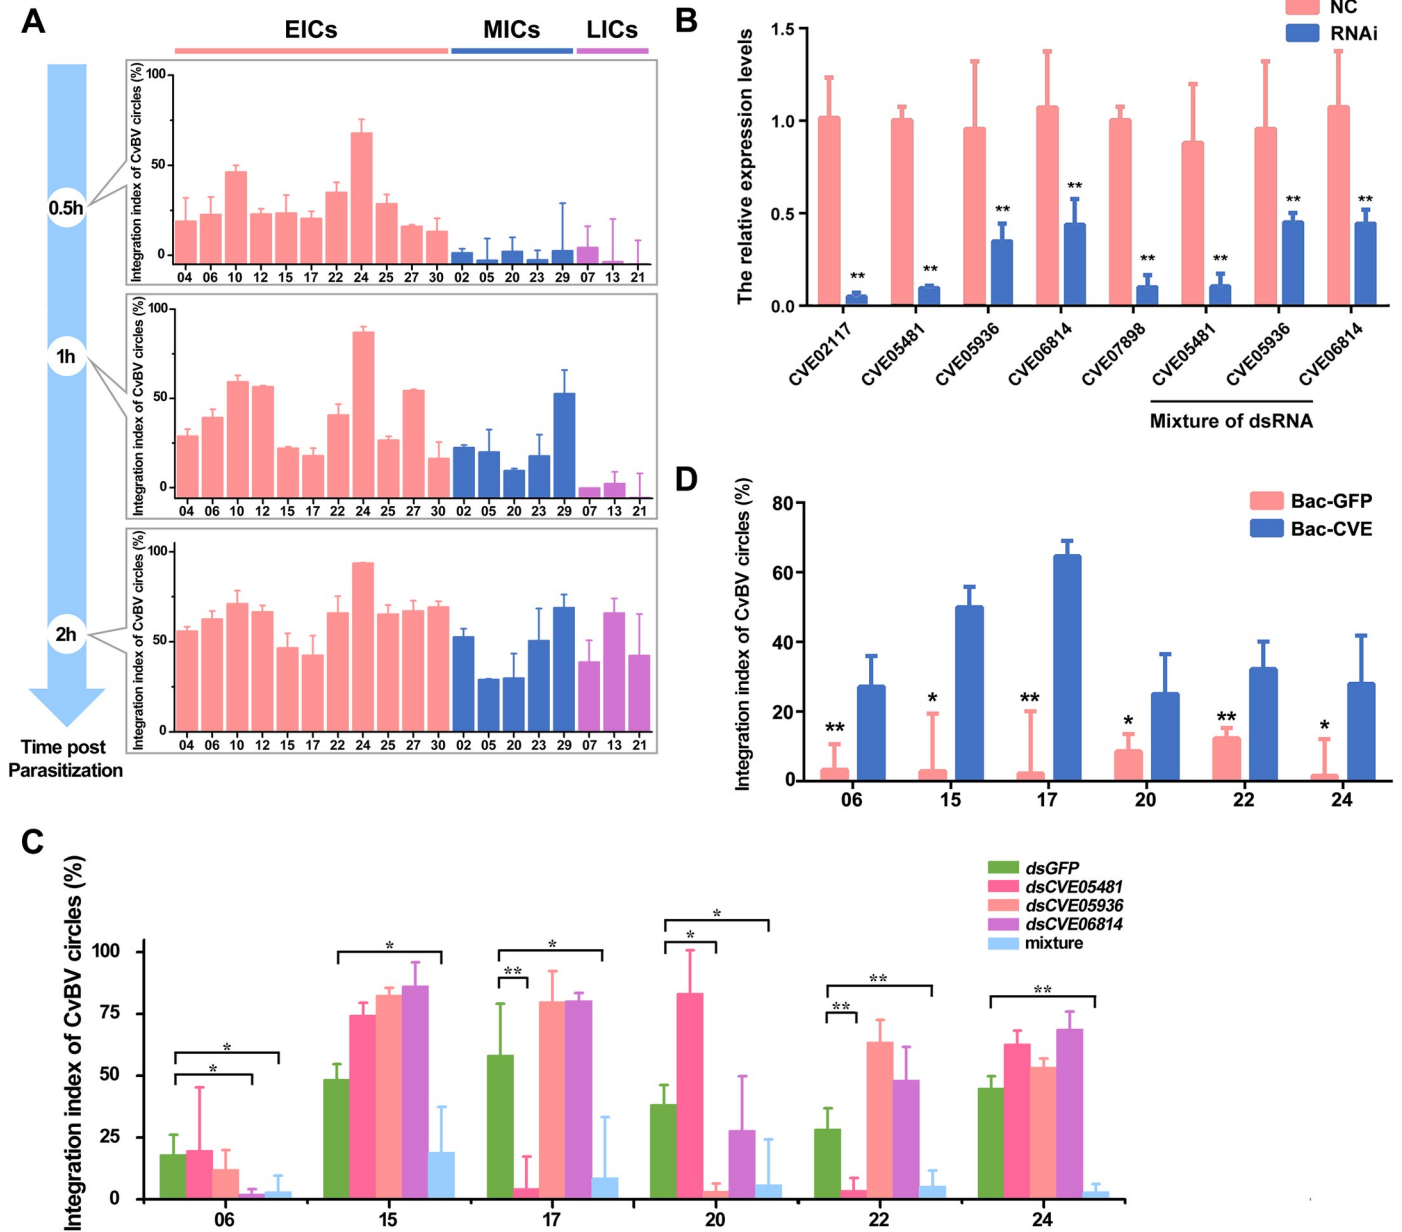 A
EICs MICs LICs
0.5h
1h
2h
Time post
Parasitization
Integration index of CvBV circles (%)
100
50
0
04 06 10 12 15 17 22 24 25 27 30 02 05 20 23 29 07 13 21
Integration index of CvBV circles (%)
100
50
0
04 06 10 12 15 17 22 24 25 27 30 02 05 20 23 29 07 13 21
Integration index of CvBV circles (%)
100
50
0
04 06 10 12 15 17 22 24 25 27 30 02 05 20 23 29 07 13 21
B
NC
RNAi
The relative expression levels
1.5
1.0
0.5
0.0
** ** ** ** ** ** ** **
CVE02117 CVE05481 CVE05936 CVE06814 CVE07898 CVE05481 CVE05936 CVE06814
Mixture of dsRNA
D
Bac-GFP
Bac-CVE
Integration index of CvBV circles (%)
80
60
40
20
0
** * ** * ** *
06 15 17 20 22 24
C
dsGFP
dsCVE05481
dsCVE05936
dsCVE06814
mixture
Integration index of CvBV circles (%)
100
75
50
25
0
* * * * ** * * ** ** **
06 15 17 20 22 24